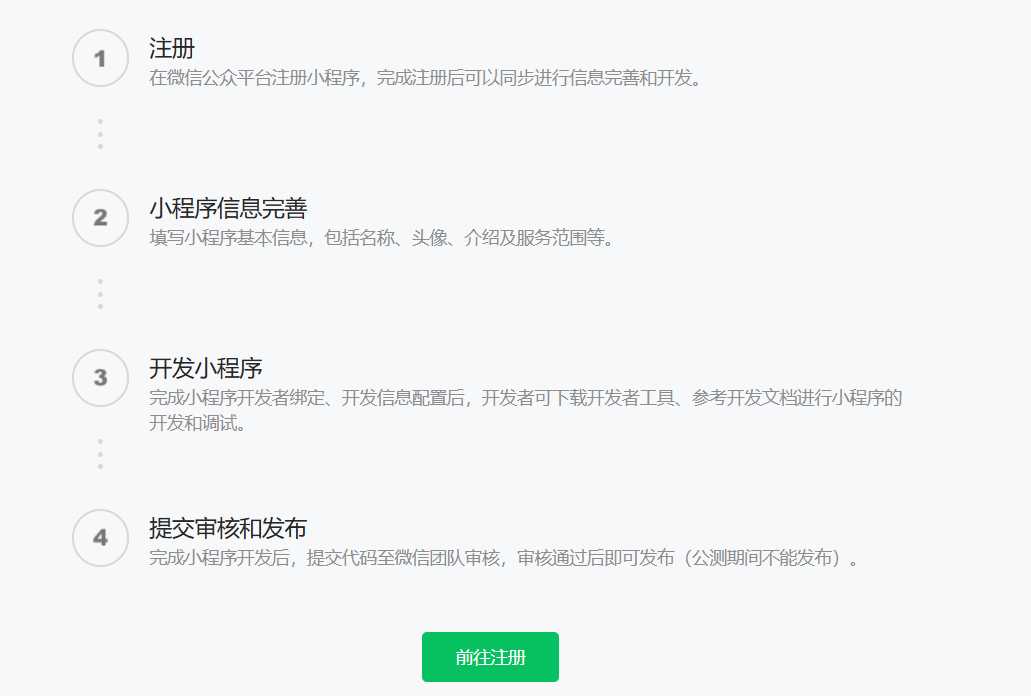 1
注册
在微信公众平台注册小程序，完成注册后可以同步进行信息完善和开发。
2
小程序信息完善
填写小程序基本信息，包括名称、头像、介绍及服务范围等。
3
开发小程序
完成小程序开发者绑定、开发信息配置后，开发者可下载开发者工具、参考开发文档进行小程序的
开发和调试。
4
提交审核和发布
完成小程序开发后，提交代码至微信团队审核，审核通过后即可发布（公测期间不能发布）。
前往注册